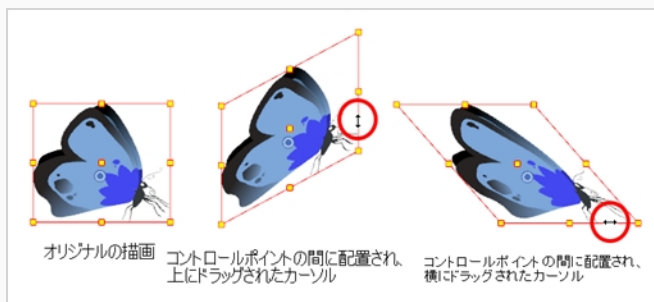 オリジナルの描画
コントロールポイントの間に配置され、
上にドラッグされたカーソル
コントロールポイントの間に配置され、
横にドラッグされたカーソル